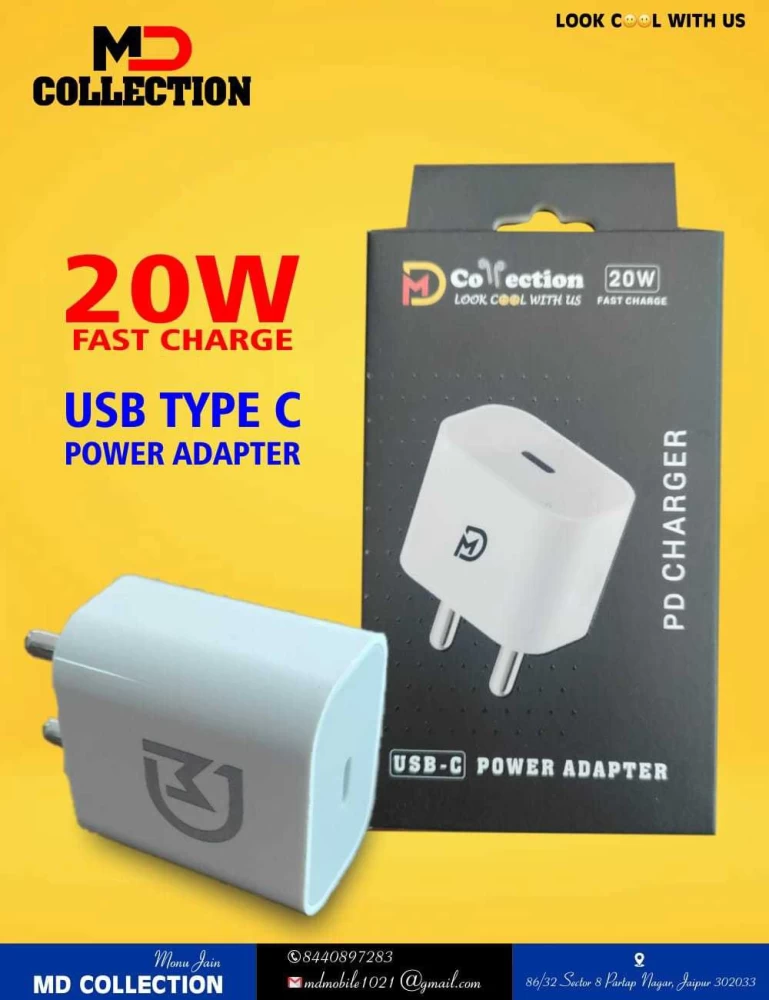 MD
COLLECTION
LOOK COOL WITH US
20W
FAST CHARGE
USB TYPE C
POWER ADAPTER
MD Collection
LOOK COOL WITH US
20W
FAST CHARGE
MD
PD CHARGER
USB-C POWER ADAPTER
MD
Monu Jain
MD COLLECTION
8440897283
mdmobile1021@gmail.com
86/32 Sector 8 Partap Nagar, Jaipur 302033